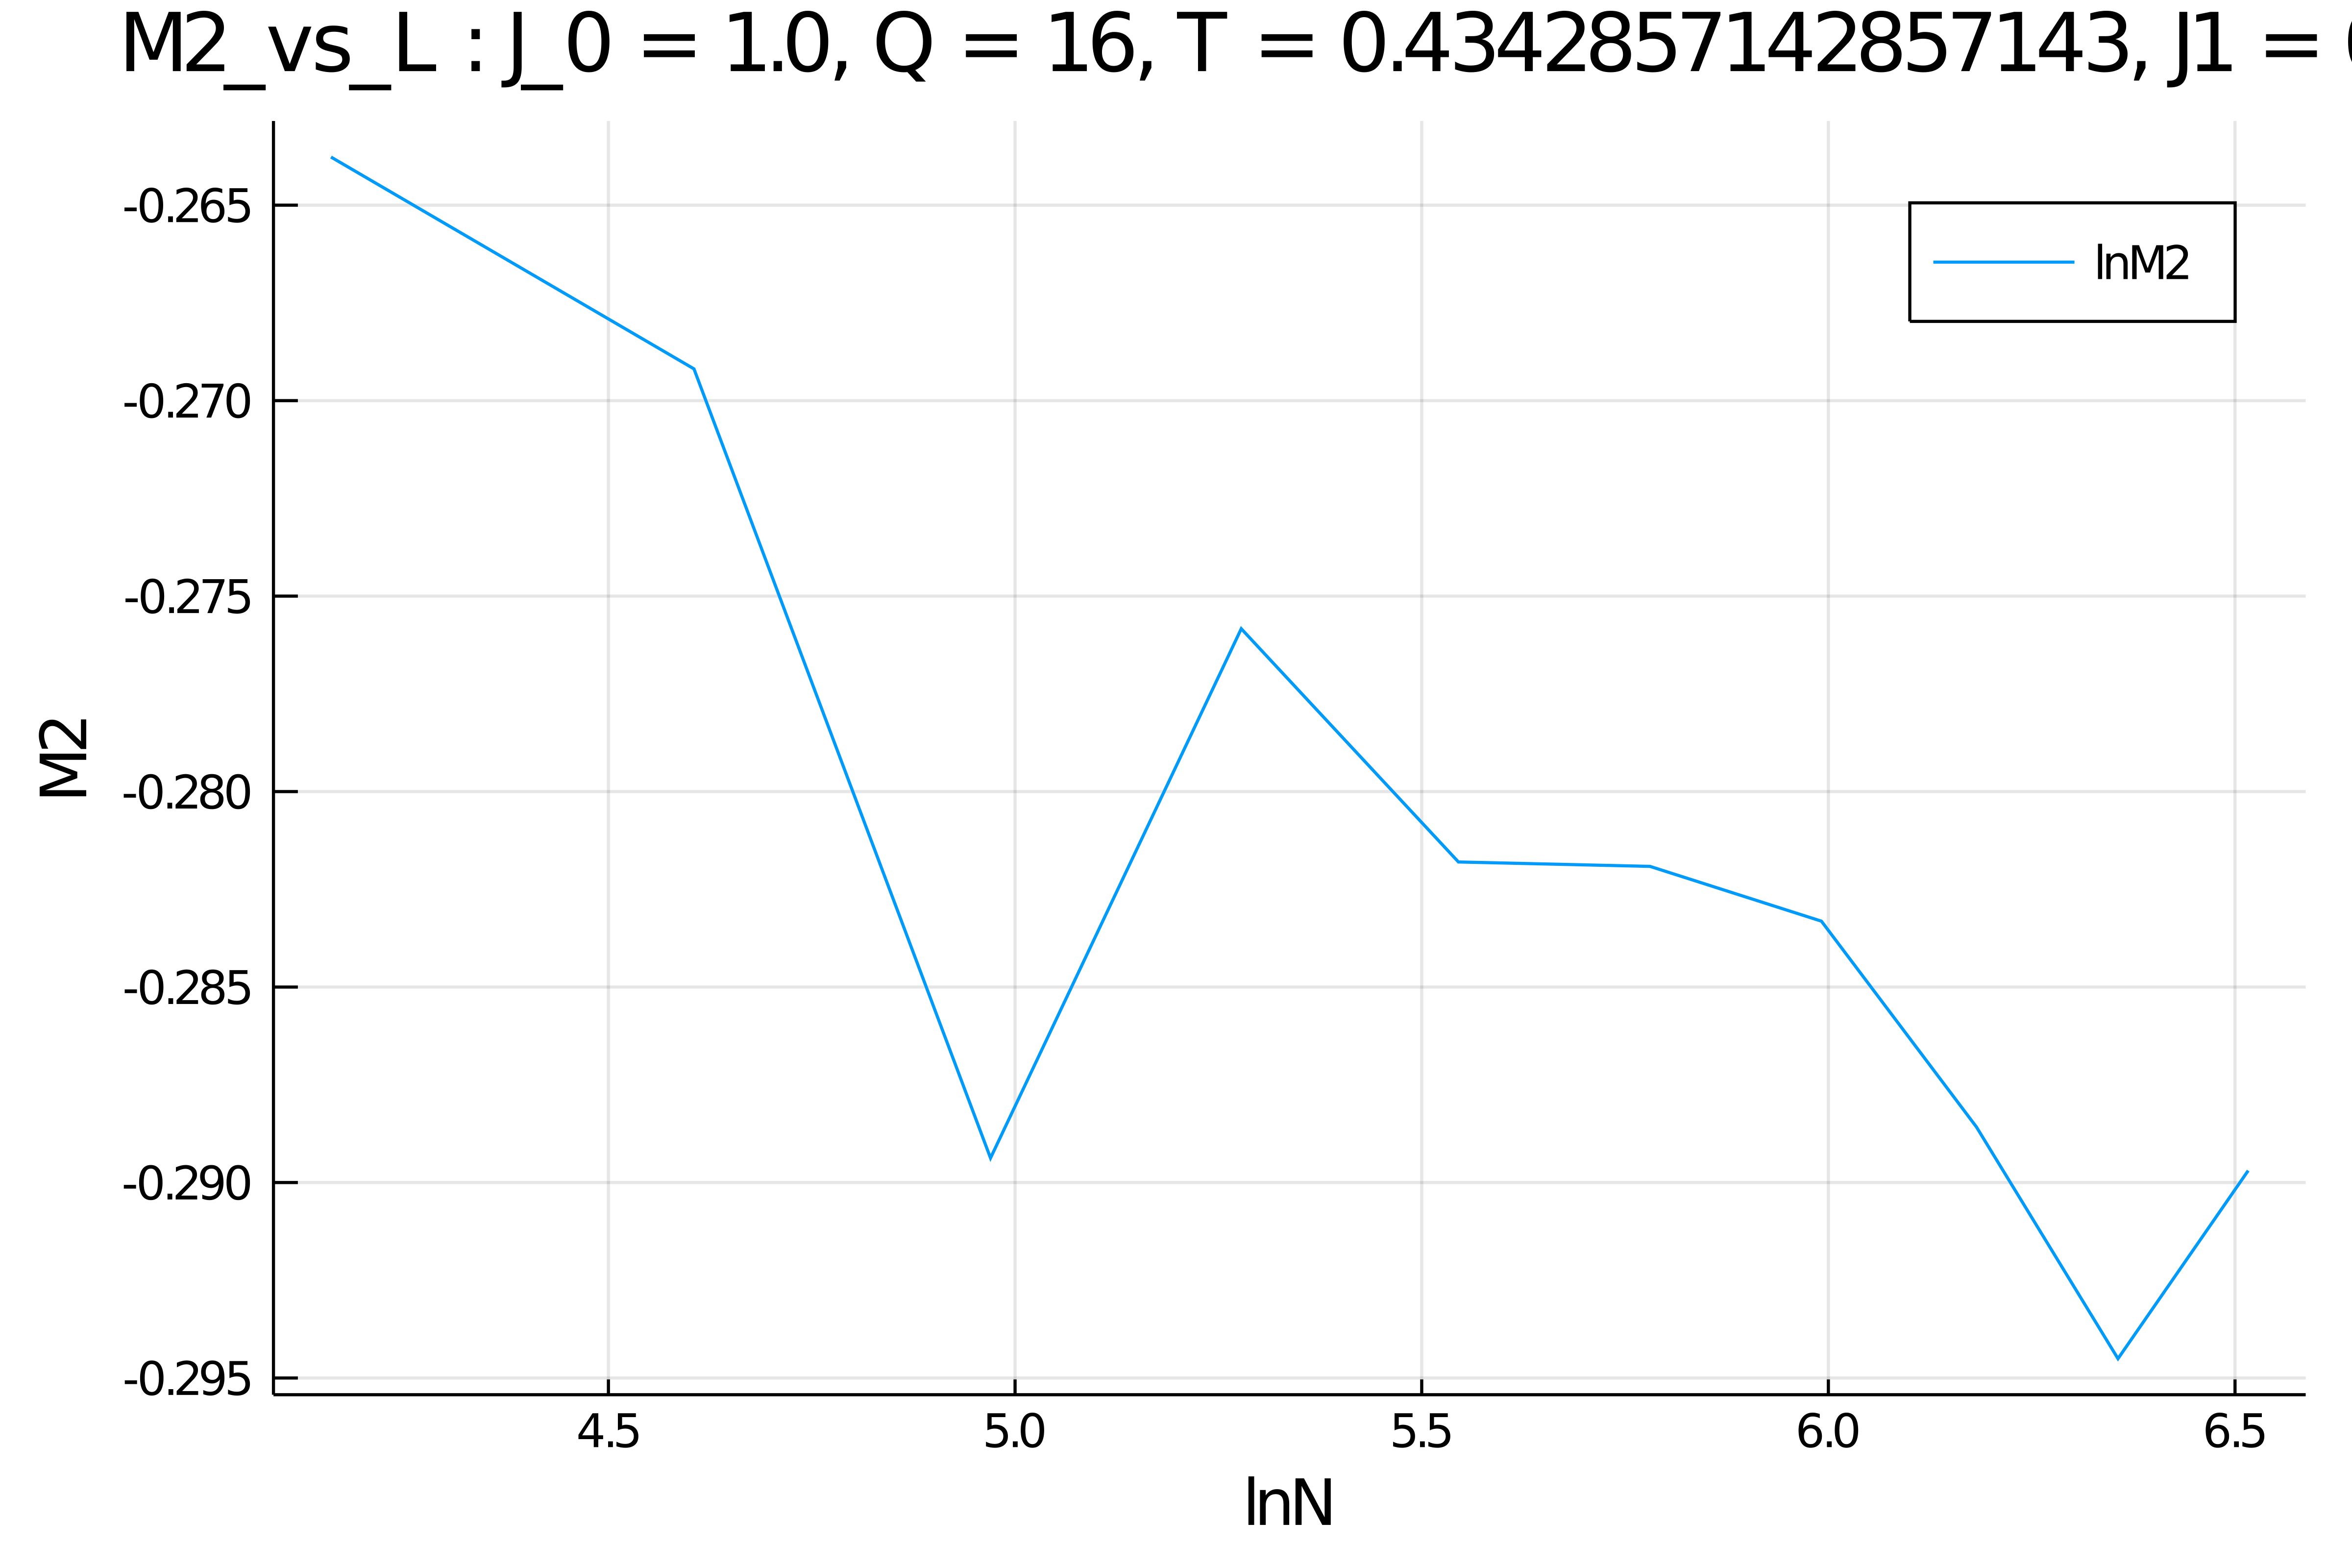 M2_vs_L : J_0 = 1.0, Q = 16, T = 0.4342857142857143, J1 =
lnM2
M2
-0.265
-0.270
-0.275
-0.280
-0.285
-0.290
-0.295
4.5 5.0 5.5 6.0 6.5
lnN